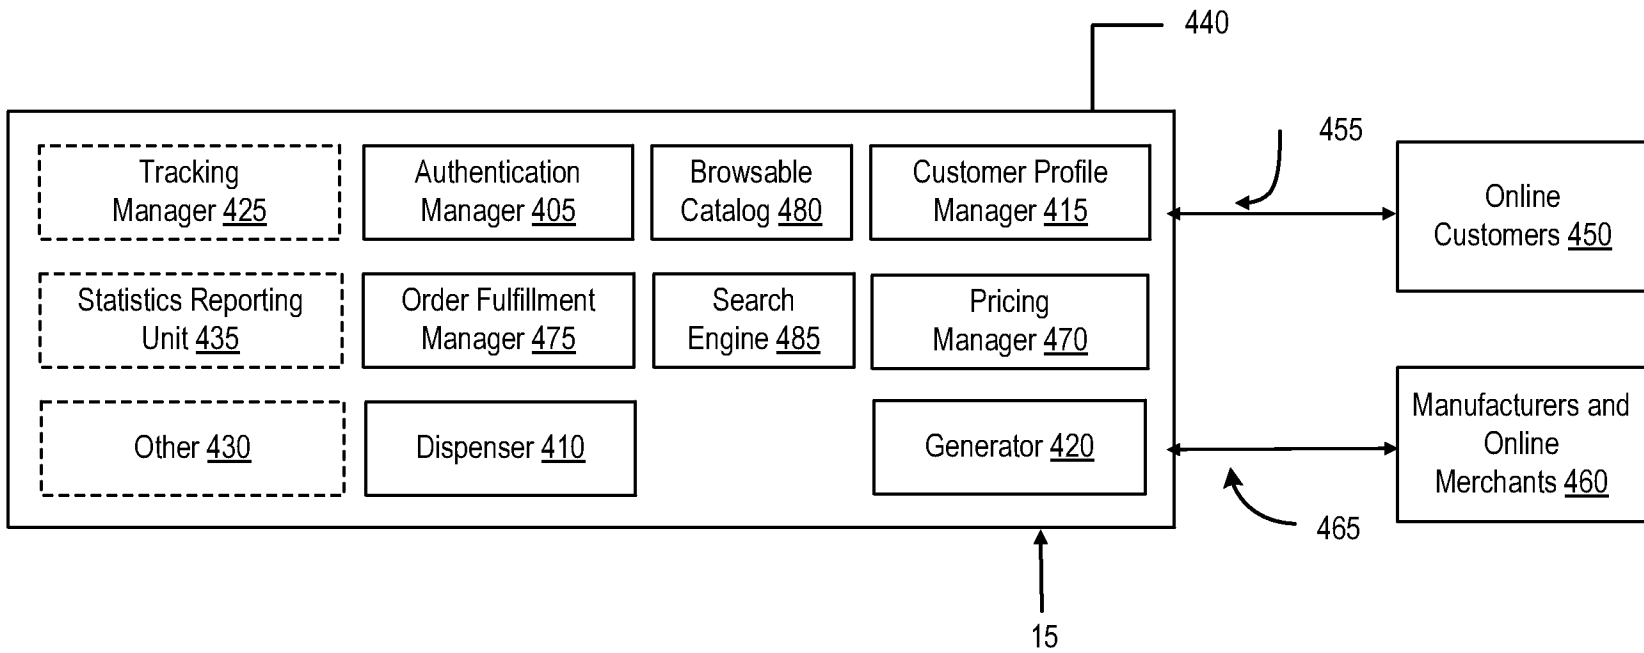 440
455
Tracking
Manager 425
Authentication
Manager 405
Browsable
Catalog 480
Customer Profile
Manager 415
Online
Customers 450
Statistics Reporting
Unit 435
Order Fulfillment
Manager 475
Search
Engine 485
Pricing
Manager 470
Other 430
Dispenser 410
Generator 420
Manufacturers and
Online
Merchants 460
465
15